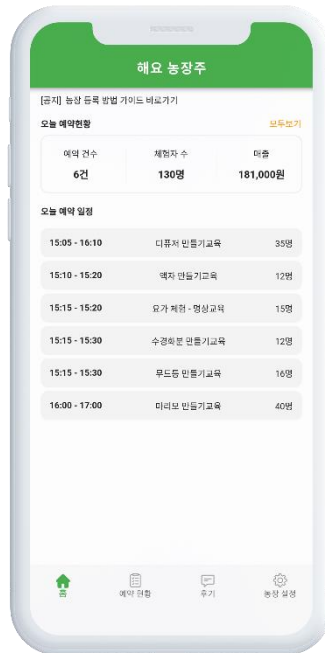 해요 농장주
[공지] 농장 등록 방법 가이드 바로가기
오늘 예약현황 모두보기
예약 건수 체험자 수 매출
6건 130명 181,000원
오늘 예약 일정
15:05 - 16:10 디퓨저 만들기교육 35명
15:10 - 15:20 액자 만들기교육 12명
15:15 - 15:20 요가 체험 - 명상교육 15명
15:15 - 15:30 수경화분 만들기교육 12명
15:15 - 15:30 무드등 만들기교육 16명
16:00 - 17:00 마리모 만들기교육 40명
홈 예약 현황 후기 농장 설정